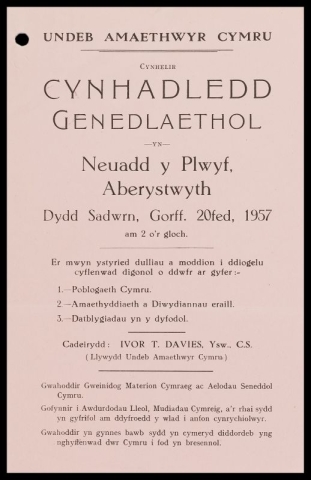 UNDEB AMAETHWYR CYMRU
CYNHELIR
CYNHADLEDD
GENEDLAETHOL
—YN—
Neuadd y Plwyf,
Aberystwyth
Dydd Sadwrn, Gorff. 20fed, 1957
am 2 o'r gloch.
Er mwyn ystyried dulliau a moddion i ddiogelu
cyflenwad digonol o ddwfr ar gyfer :-
1.—Poblogaeth Cymru.
2.—Amaethyddiaeth a Diwydiannau eraill.
3.—Datblygiadau yn y dyfodol.
Cadeirydd: IVOR T. DAVIES, Ysw., C.S.
(Llywydd Undeb Amaethwyr Cymru)
Gwahoddir Gweinidog Materion Cymraeg ac Aelodau Seneddol
Cymru.
Gofynnir i Awdurdodau Lleol, Mudiadau Cymreig, a'r rhai sydd
yn gyfrifol am ddyfroedd y wlad i anfon cynrychiolwyr.
Gwahoddir yn gynnes bawb sydd yn cymeryd diddordeb yng
nghyflenwad dwr Cymru i fod yn bresennol.